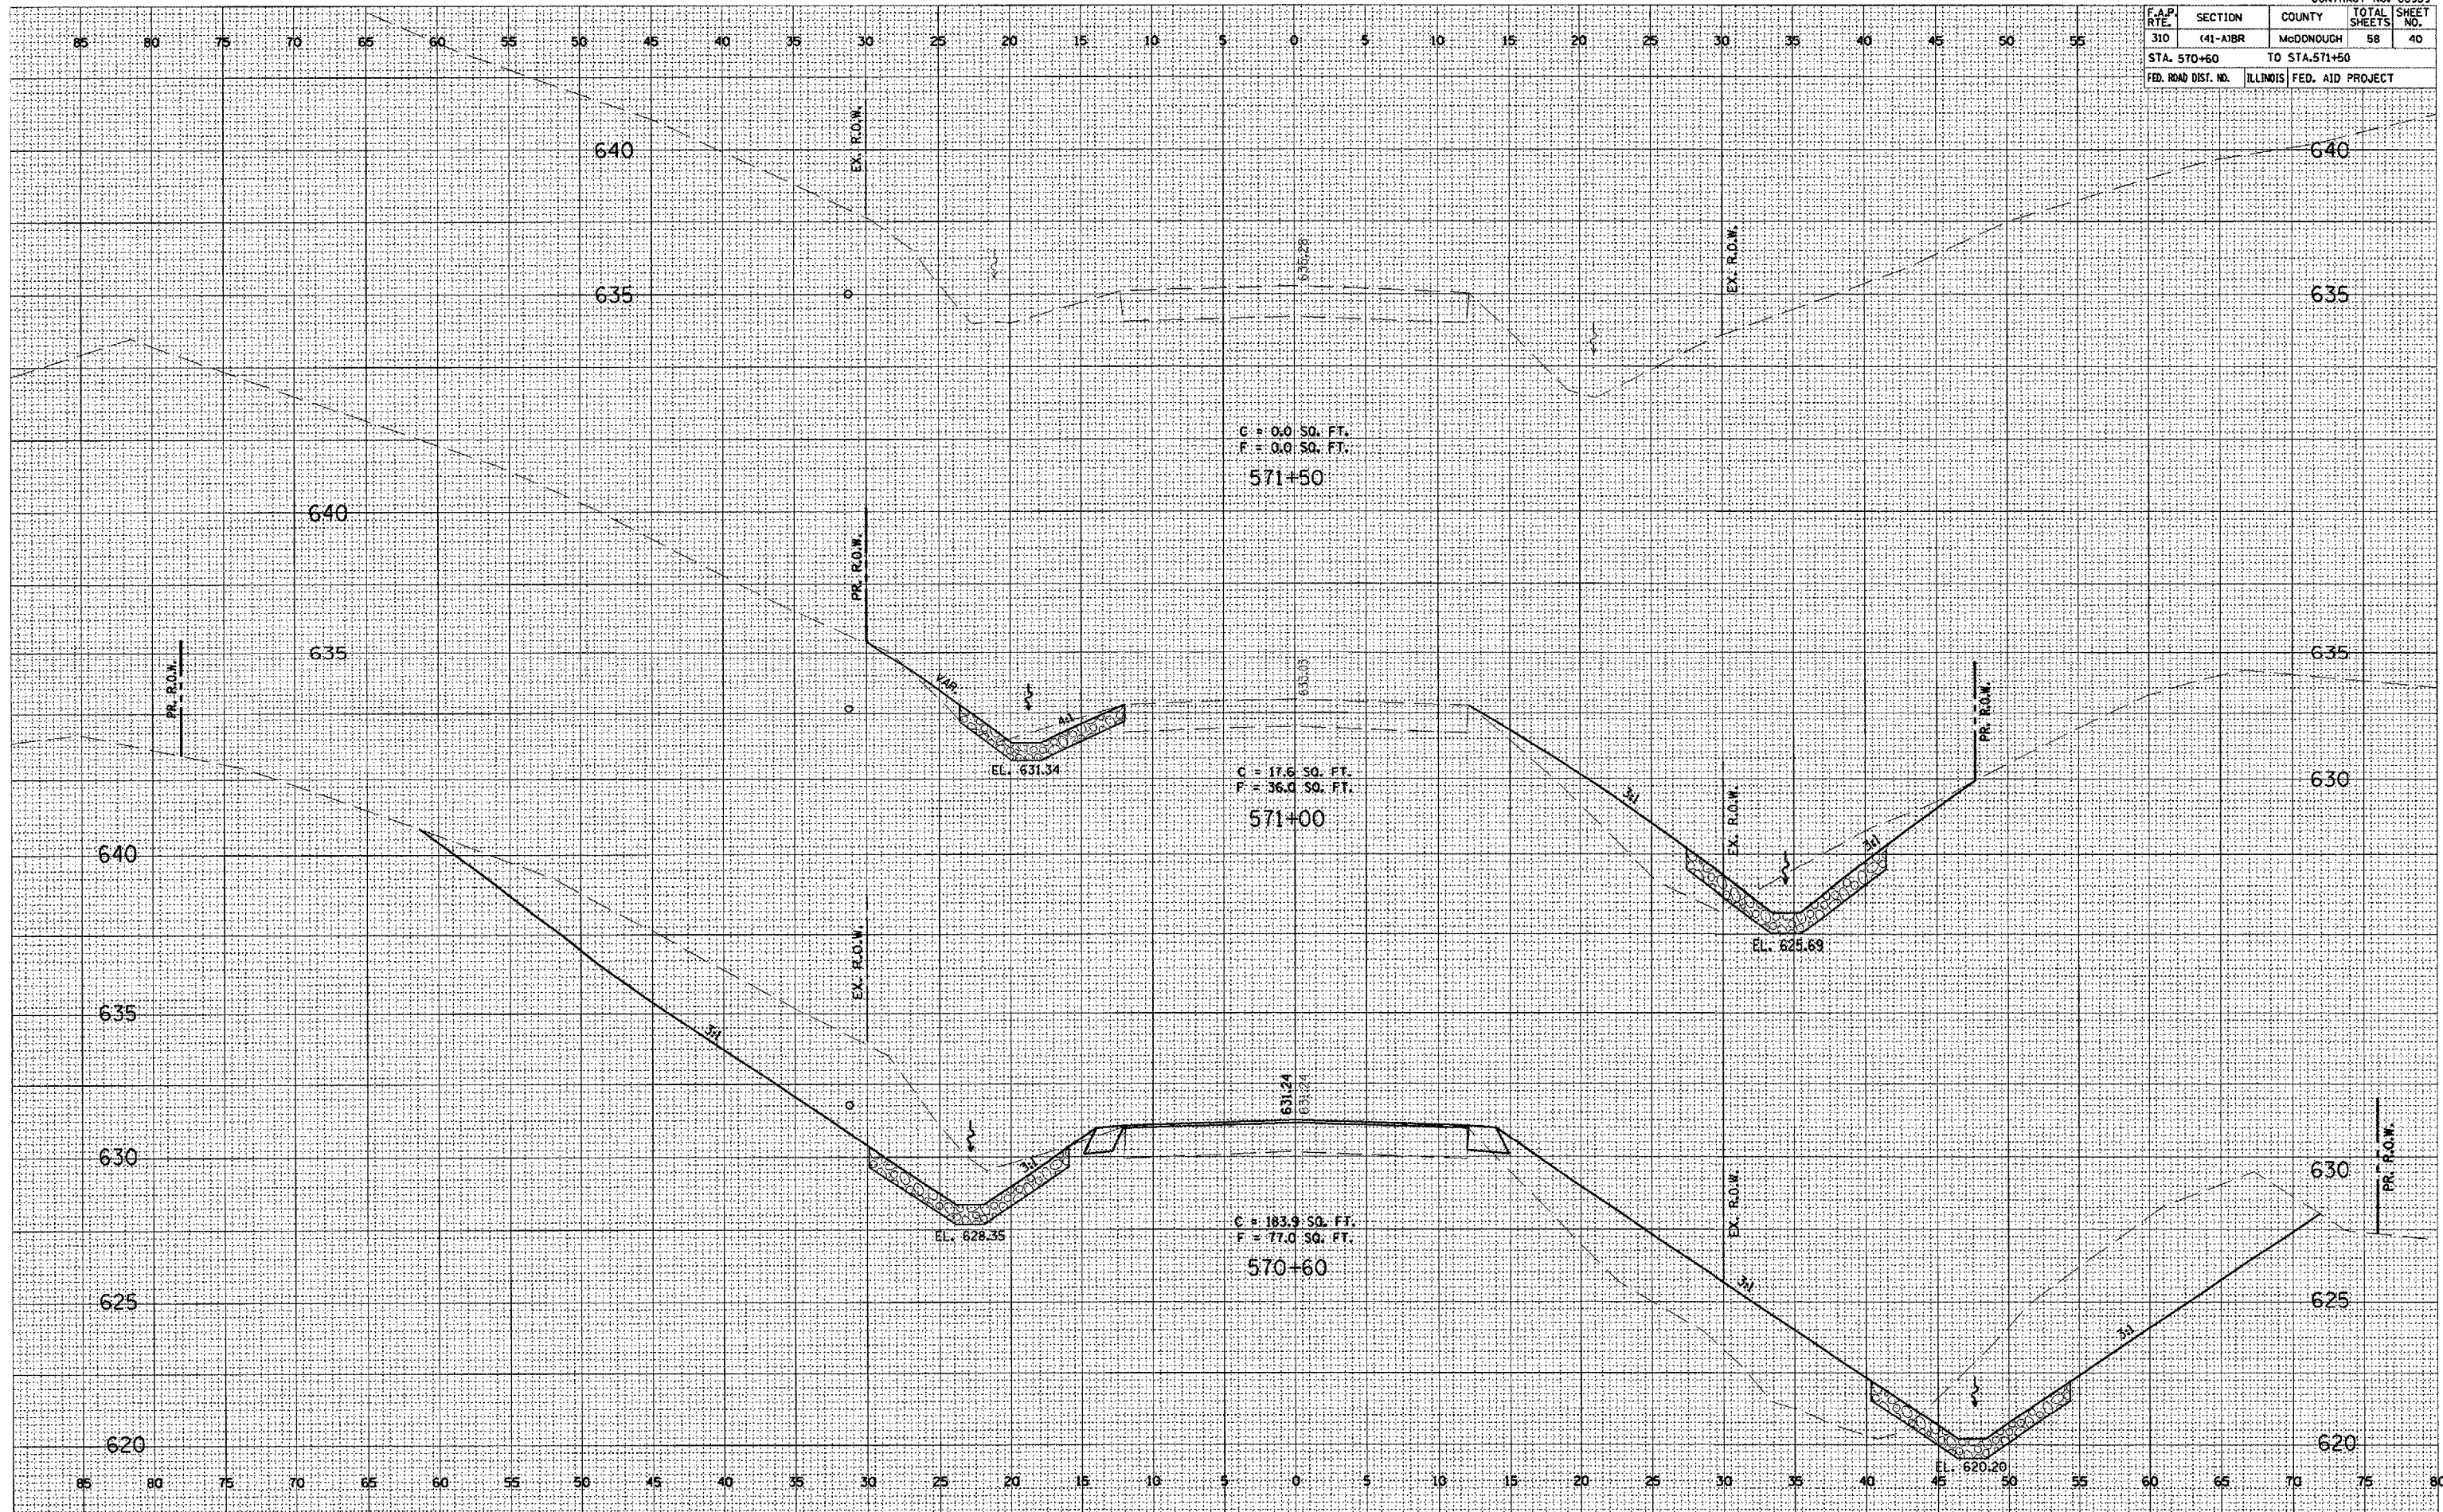 F.A.P. RTE. SECTION COUNTY TOTAL SHEETS SHEET NO.
310 (41-A)BR McDONOUGH 58 40
STA. 570+60 TO STA.571+50
FED. ROAD DIST. NO. ILLINOIS FED. AID PROJECT
85 80 75 70 65 60 55 50 45 40 35 30 25 20 15 10 5 0 5 10 15 20 25 30 35 40 45 50 55
EX. R.O.W.
640 640
EX. R.O.W.
635.28
635 635
C = 0.0 SQ. FT.
F = 0.0 SQ. FT.
571+50
640
PR. R.O.W.
635 635
PR. R.O.W.
633.03
VAR.
4:1
PR. R.O.W.
EL. 631.34
C = 17.6 SQ. FT.
F = 36.0 SQ. FT.
630
3:1
571+00
EX. R.O.W.
3:1
640
EL. 625.69
EX. R.O.W.
635
3:1
631.24
631.24
630
3:1
PR. R.O.W.
630
EX. R.O.W.
C = 183.9 SQ. FT.
F = 77.0 SQ. FT.
EL. 628.35
570+60
3:1
625 625
3:1
620 620
EL. 620.20
85 80 75 70 65 60 55 50 45 40 35 30 25 20 15 10 5 0 5 10 15 20 25 30 35 40 45 50 55 60 65 70 75 80